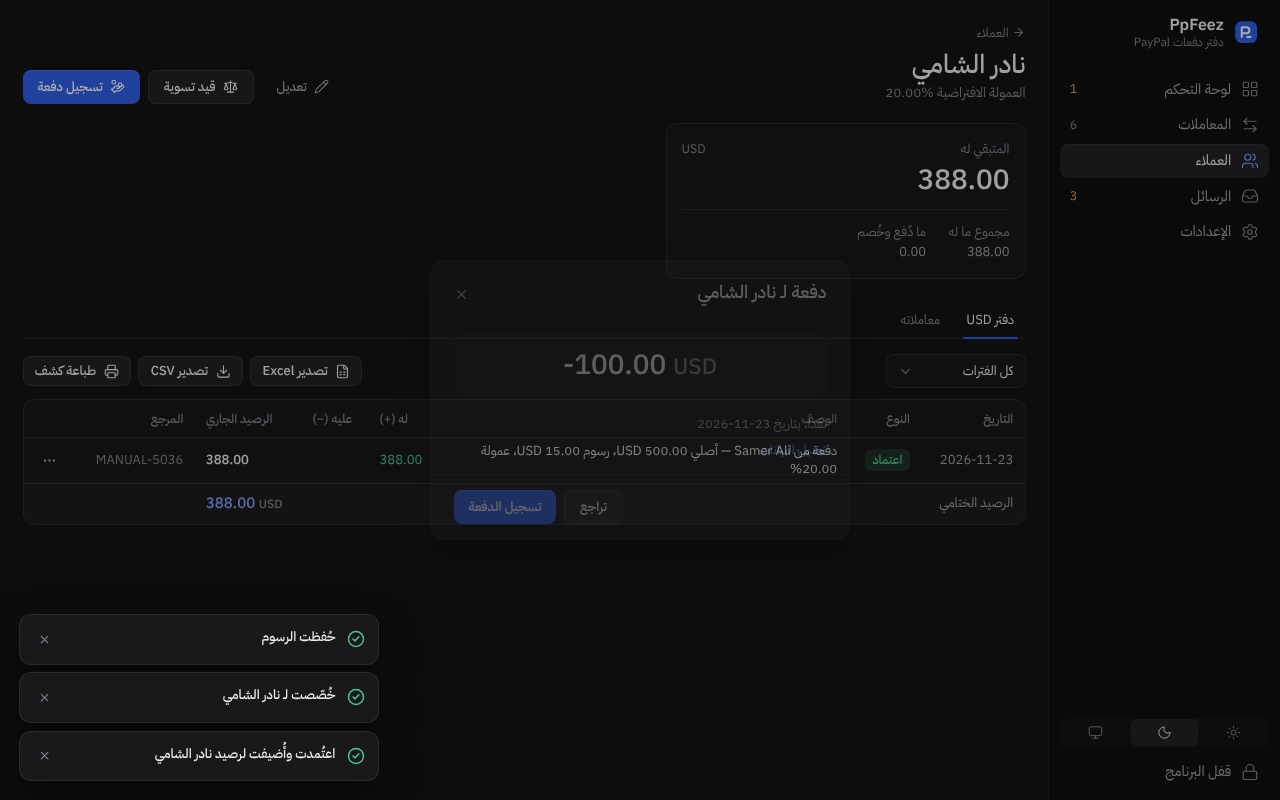 PpFeez
دفتر دفعات PayPal
لوحة التحكم 1
المعاملات 6
العملاء
الرسائل 3
الإعدادات
قفل البرنامج
العملاء
نادر الشامي
العمولة الافتراضية 20.00%
تعديل
قيد تسوية
تسجيل دفعة
المتبقي له USD
388.00
مجموع ما له
388.00
ما دُفع وخُصم
0.00
دفتر USD
معاملاته
كل الفترات
تصدير Excel
تصدير CSV
طباعة كشف
التاريخ النوع الوصف له (+) عليه (−) الرصيد الجاري المرجع
2026-11-23 اعتماد دفعة من Samer Ali — أصلي 500.00 USD، رسوم 15.00 USD، عمولة 20.00% 388.00 388.00 MANUAL-5036
الرصيد الختامي 388.00 USD
دفعة لـ نادر الشامي
-100.00 USD
نقدًا، بتاريخ 2026-11-23
تراجع
تسجيل الدفعة
حُفظت الرسوم
خُصّصت لـ نادر الشامي
اعتُمدت وأُضيفت لرصيد نادر الشامي